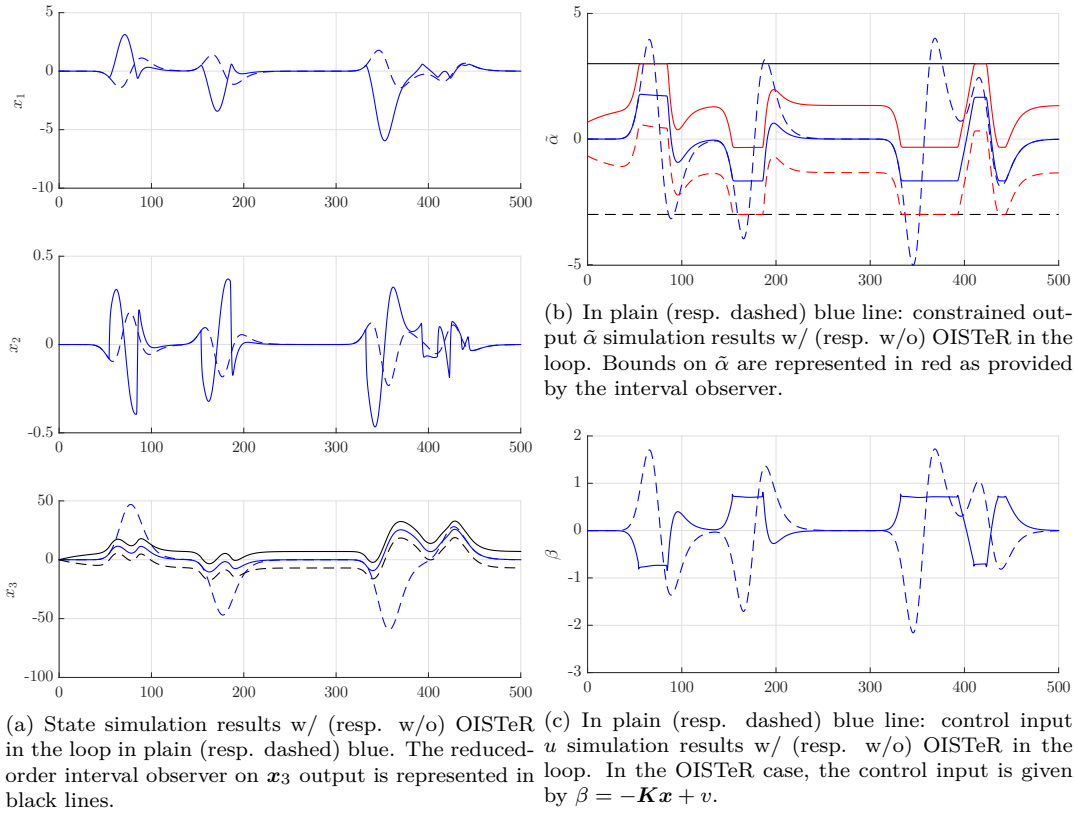 5
0
-5
-10
x1
0 100 200 300 400 500
0.5
0
-0.5
x2
0 100 200 300 400 500
50
0
-50
-100
x3
0 100 200 300 400 500
(a) State simulation results w/ (resp. w/o) OISTeR
in the loop in plain (resp. dashed) blue. The reduced-
order interval observer on x3 output is represented in
black lines.
5
0
-5
α̃
0 100 200 300 400 500
(b) In plain (resp. dashed) blue line: constrained out-
put α̃ simulation results w/ (resp. w/o) OISTeR in the
loop. Bounds on α̃ are represented in red as provided
by the interval observer.
2
1
0
-1
-2
-3
β
0 100 200 300 400 500
(c) In plain (resp. dashed) blue line: control input
u simulation results w/ (resp. w/o) OISTeR in the
loop. In the OISTeR case, the control input is given
by β = −Kx + v.